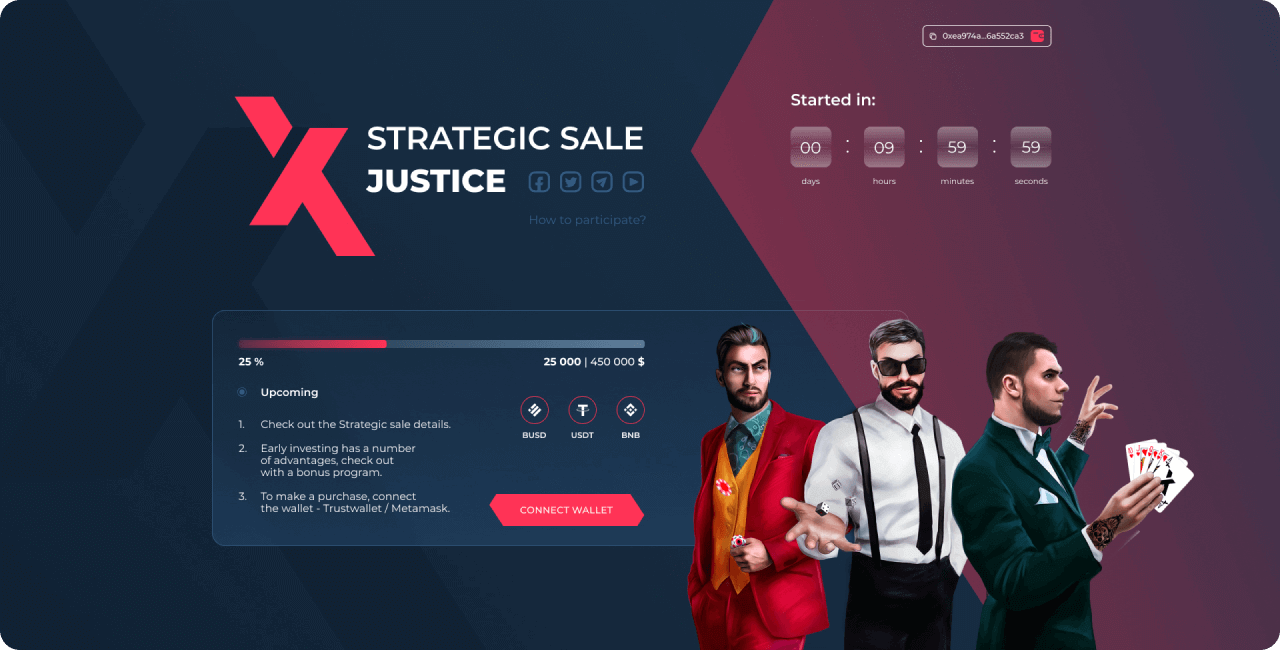 0xea974a...6a552ca3
STRATEGIC SALE
JUSTICE
How to participate?
Started in:
00 : 09 : 59 : 59
days hours minutes seconds
25 % 25 000 | 450 000 $
Upcoming
1. Check out the Strategic sale details.
2. Early investing has a number
of advantages, check out
with a bonus program.
3. To make a purchase, connect
the wallet - Trustwallet / Metamask.
BUSD USDT BNB
CONNECT WALLET